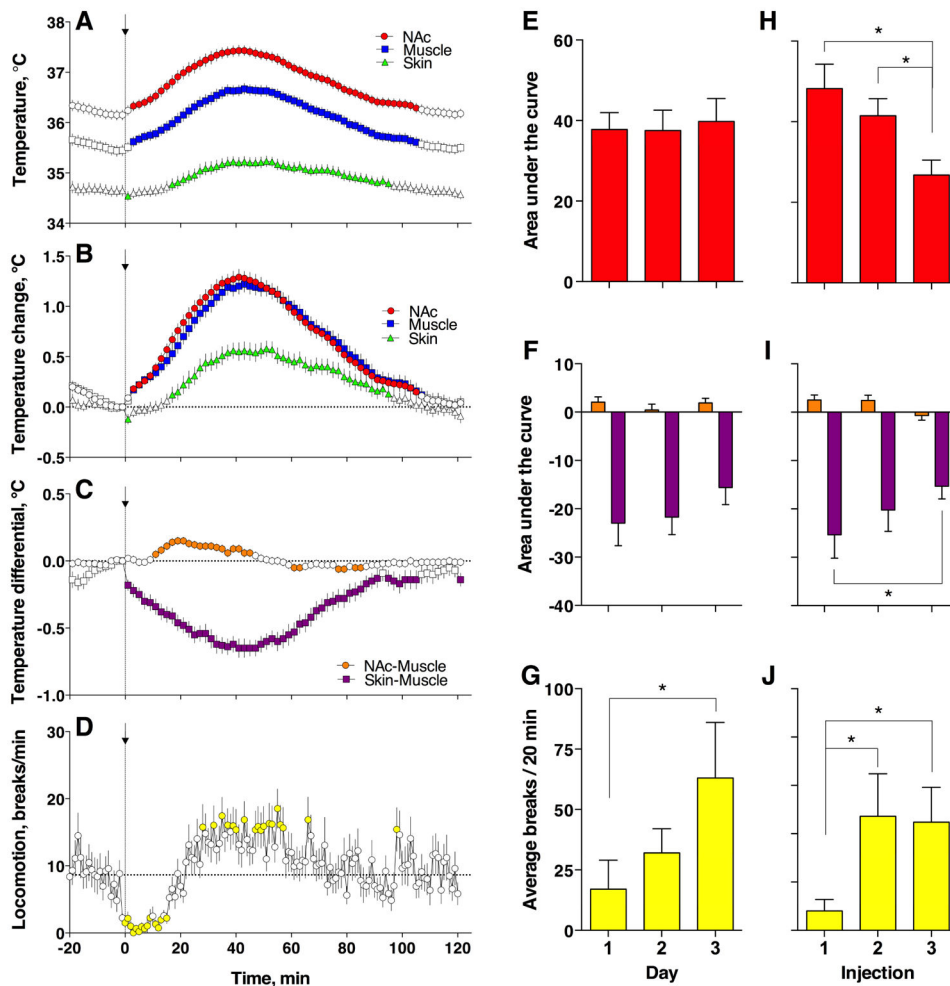 A
Temperature, °C
38
37
36
35
34
NAc
Muscle
Skin
B
Temperature change, °C
1.5
1.0
0.5
0.0
-0.5
NAc
Muscle
Skin
C
Temperature differential, °C
0.5
0.0
-0.5
-1.0
NAc-Muscle
Skin-Muscle
D
Locomotion, breaks/min
30
20
10
0
-20 0 20 40 60 80 100 120
Time, min
E
Area under the curve
60
40
20
0
H
*
*
F
Area under the curve
10
0
-10
-20
-30
-40
I
*
G
Average breaks / 20 min
100
75
50
25
0
*
1 2 3
Day
J
*
*
1 2 3
Injection